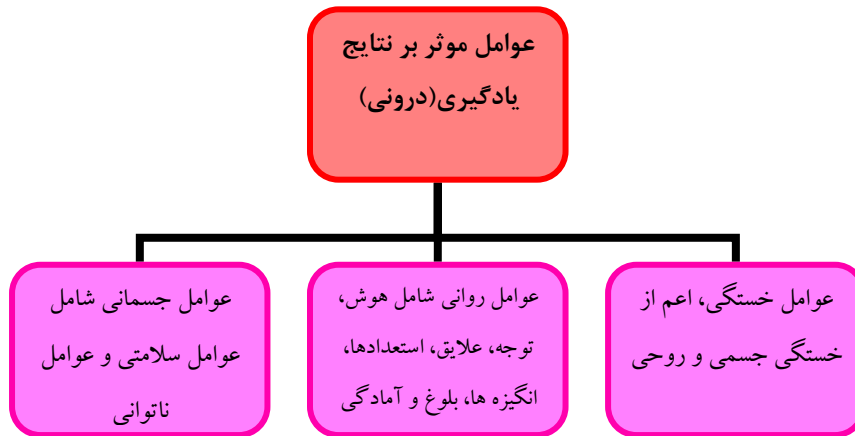 عوامل موثر بر نتایج
یادگیری(درونی)
عوامل خستگی، اعم از
خستگی جسمی و روحی
عوامل روانی شامل هوش،
توجه، علایق، استعدادها،
انگیزه ها، بلوغ و آمادگی
عوامل جسمانی شامل
عوامل سلامتی و عوامل
ناتوانی